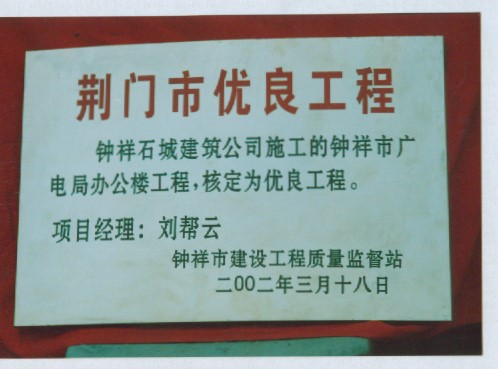 荆门市优良工程
钟祥石城建筑公司施工的钟祥市广
电局办公楼工程,核定为优良工程。
项目经理：刘帮云
钟祥市建设工程质量监督站
二00二年三月十八日